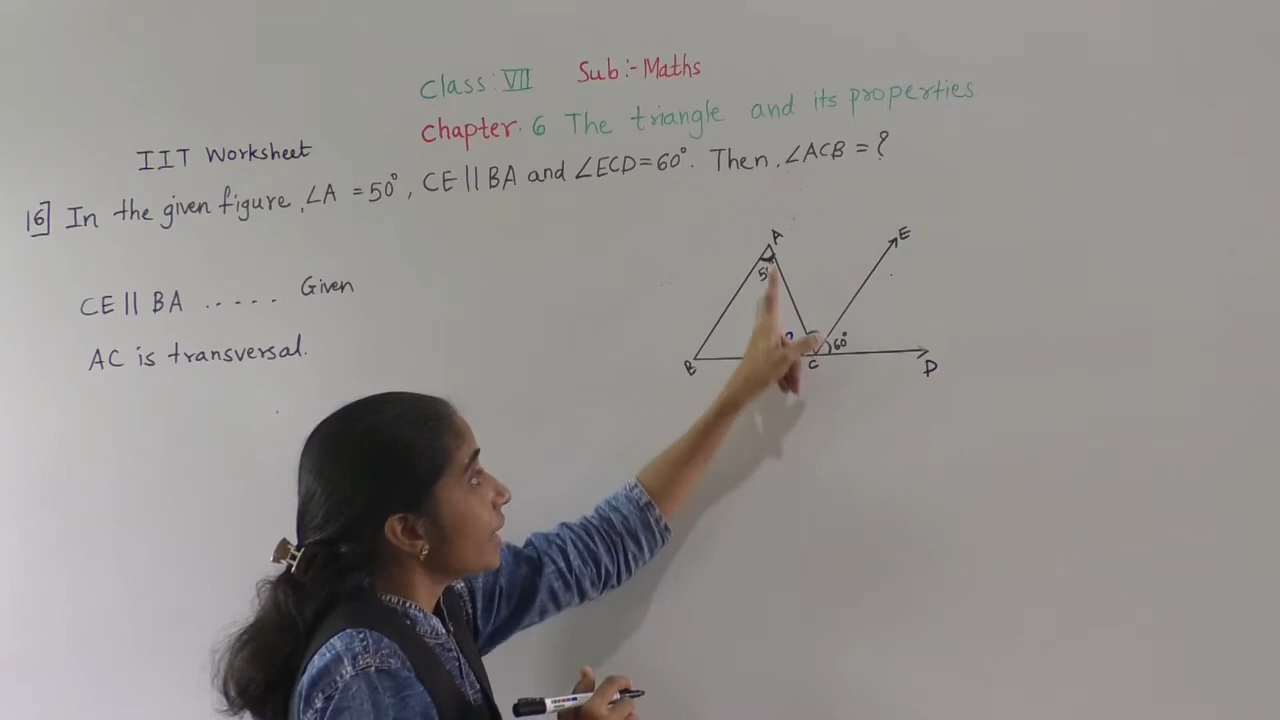 Class: VII Sub:- Maths
Chapter. 6 The triangle and its properties
IIT Worksheet
16] In the given figure, ∠A = 50°, CE || BA and ∠ECD = 60°. Then, ∠ACB = ?
CE || BA ..... Given
AC is transversal.
A
E
?
60°
B
C
D